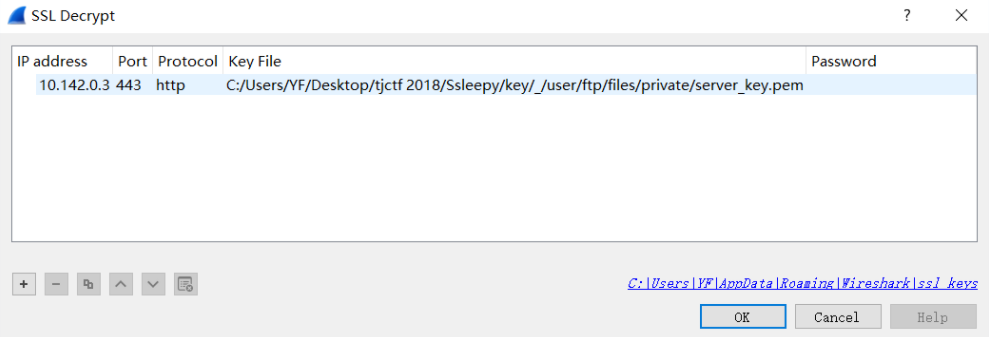 SSL Decrypt
IP address Port Protocol Key File Password
10.142.0.3 443 http C:/Users/YF/Desktop/tjctf 2018/Ssleepy/key/_/user/ftp/files/private/server_key.pem
C:|Users|YF|AppData|Roaming|Wireshark|ssl_keys
OK Cancel Help